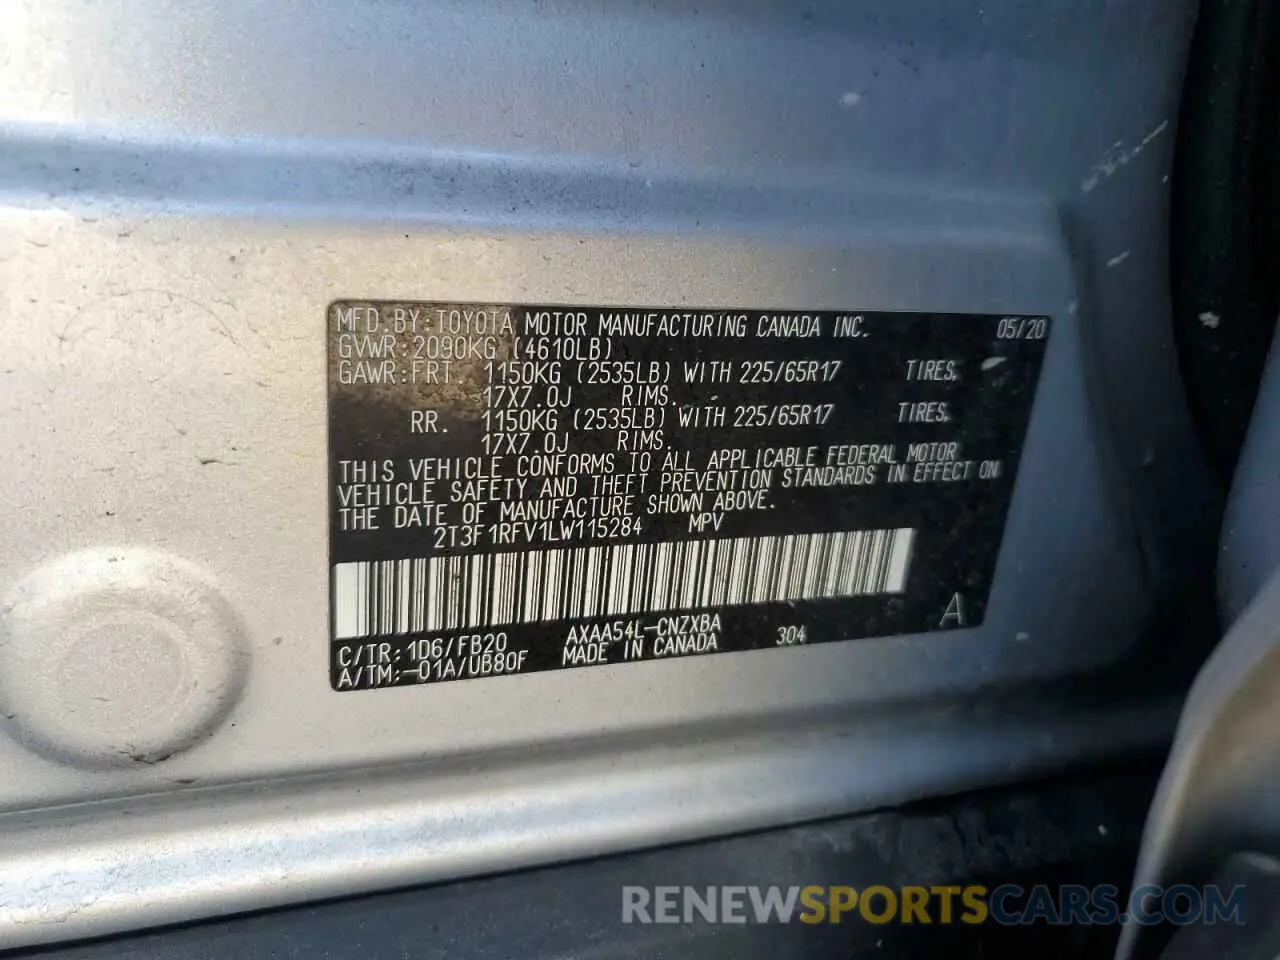 MFD.BY:TOYOTA MOTOR MANUFACTURING CANADA INC. 05/20
GVWR:2090KG (4610LB)
GAWR:FRT. 1150KG (2535LB) WITH 225/65R17 TIRES,
17X7.0J RIMS.
RR. 1150KG (2535LB) WITH 225/65R17 TIRES,
17X7.0J RIMS.
THIS VEHICLE CONFORMS TO ALL APPLICABLE FEDERAL MOTOR
VEHICLE SAFETY AND THEFT PREVENTION STANDARDS IN EFFECT ON
THE DATE OF MANUFACTURE SHOWN ABOVE.
2T3F1RFV1LW115284 MPV
C/TR:1D6/FB20 AXAA54L-CNZXBA A
A/TM:-01A/UB80F MADE IN CANADA 304
RENEWSPORTSCARS.COM